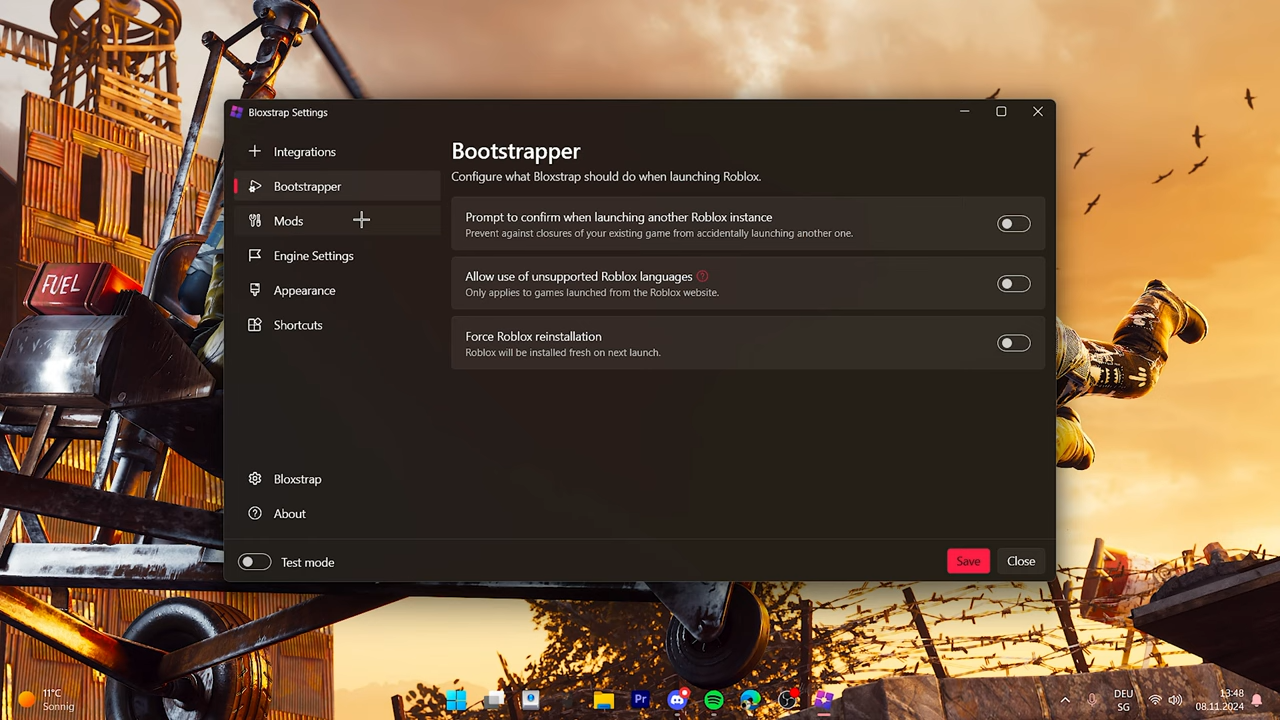 Bloxstrap Settings
Integrations
Bootstrapper
Mods
Engine Settings
Appearance
Shortcuts
Bloxstrap
About
Test mode
Bootstrapper
Configure what Bloxstrap should do when launching Roblox.
Prompt to confirm when launching another Roblox instance
Prevent against closures of your existing game from accidentally launching another one.
Allow use of unsupported Roblox languages
Only applies to games launched from the Roblox website.
Force Roblox reinstallation
Roblox will be installed fresh on next launch.
Save
Close
FUEL
11°C
Sonnig
Pr
DEU
SG
13:48
08.11.2024